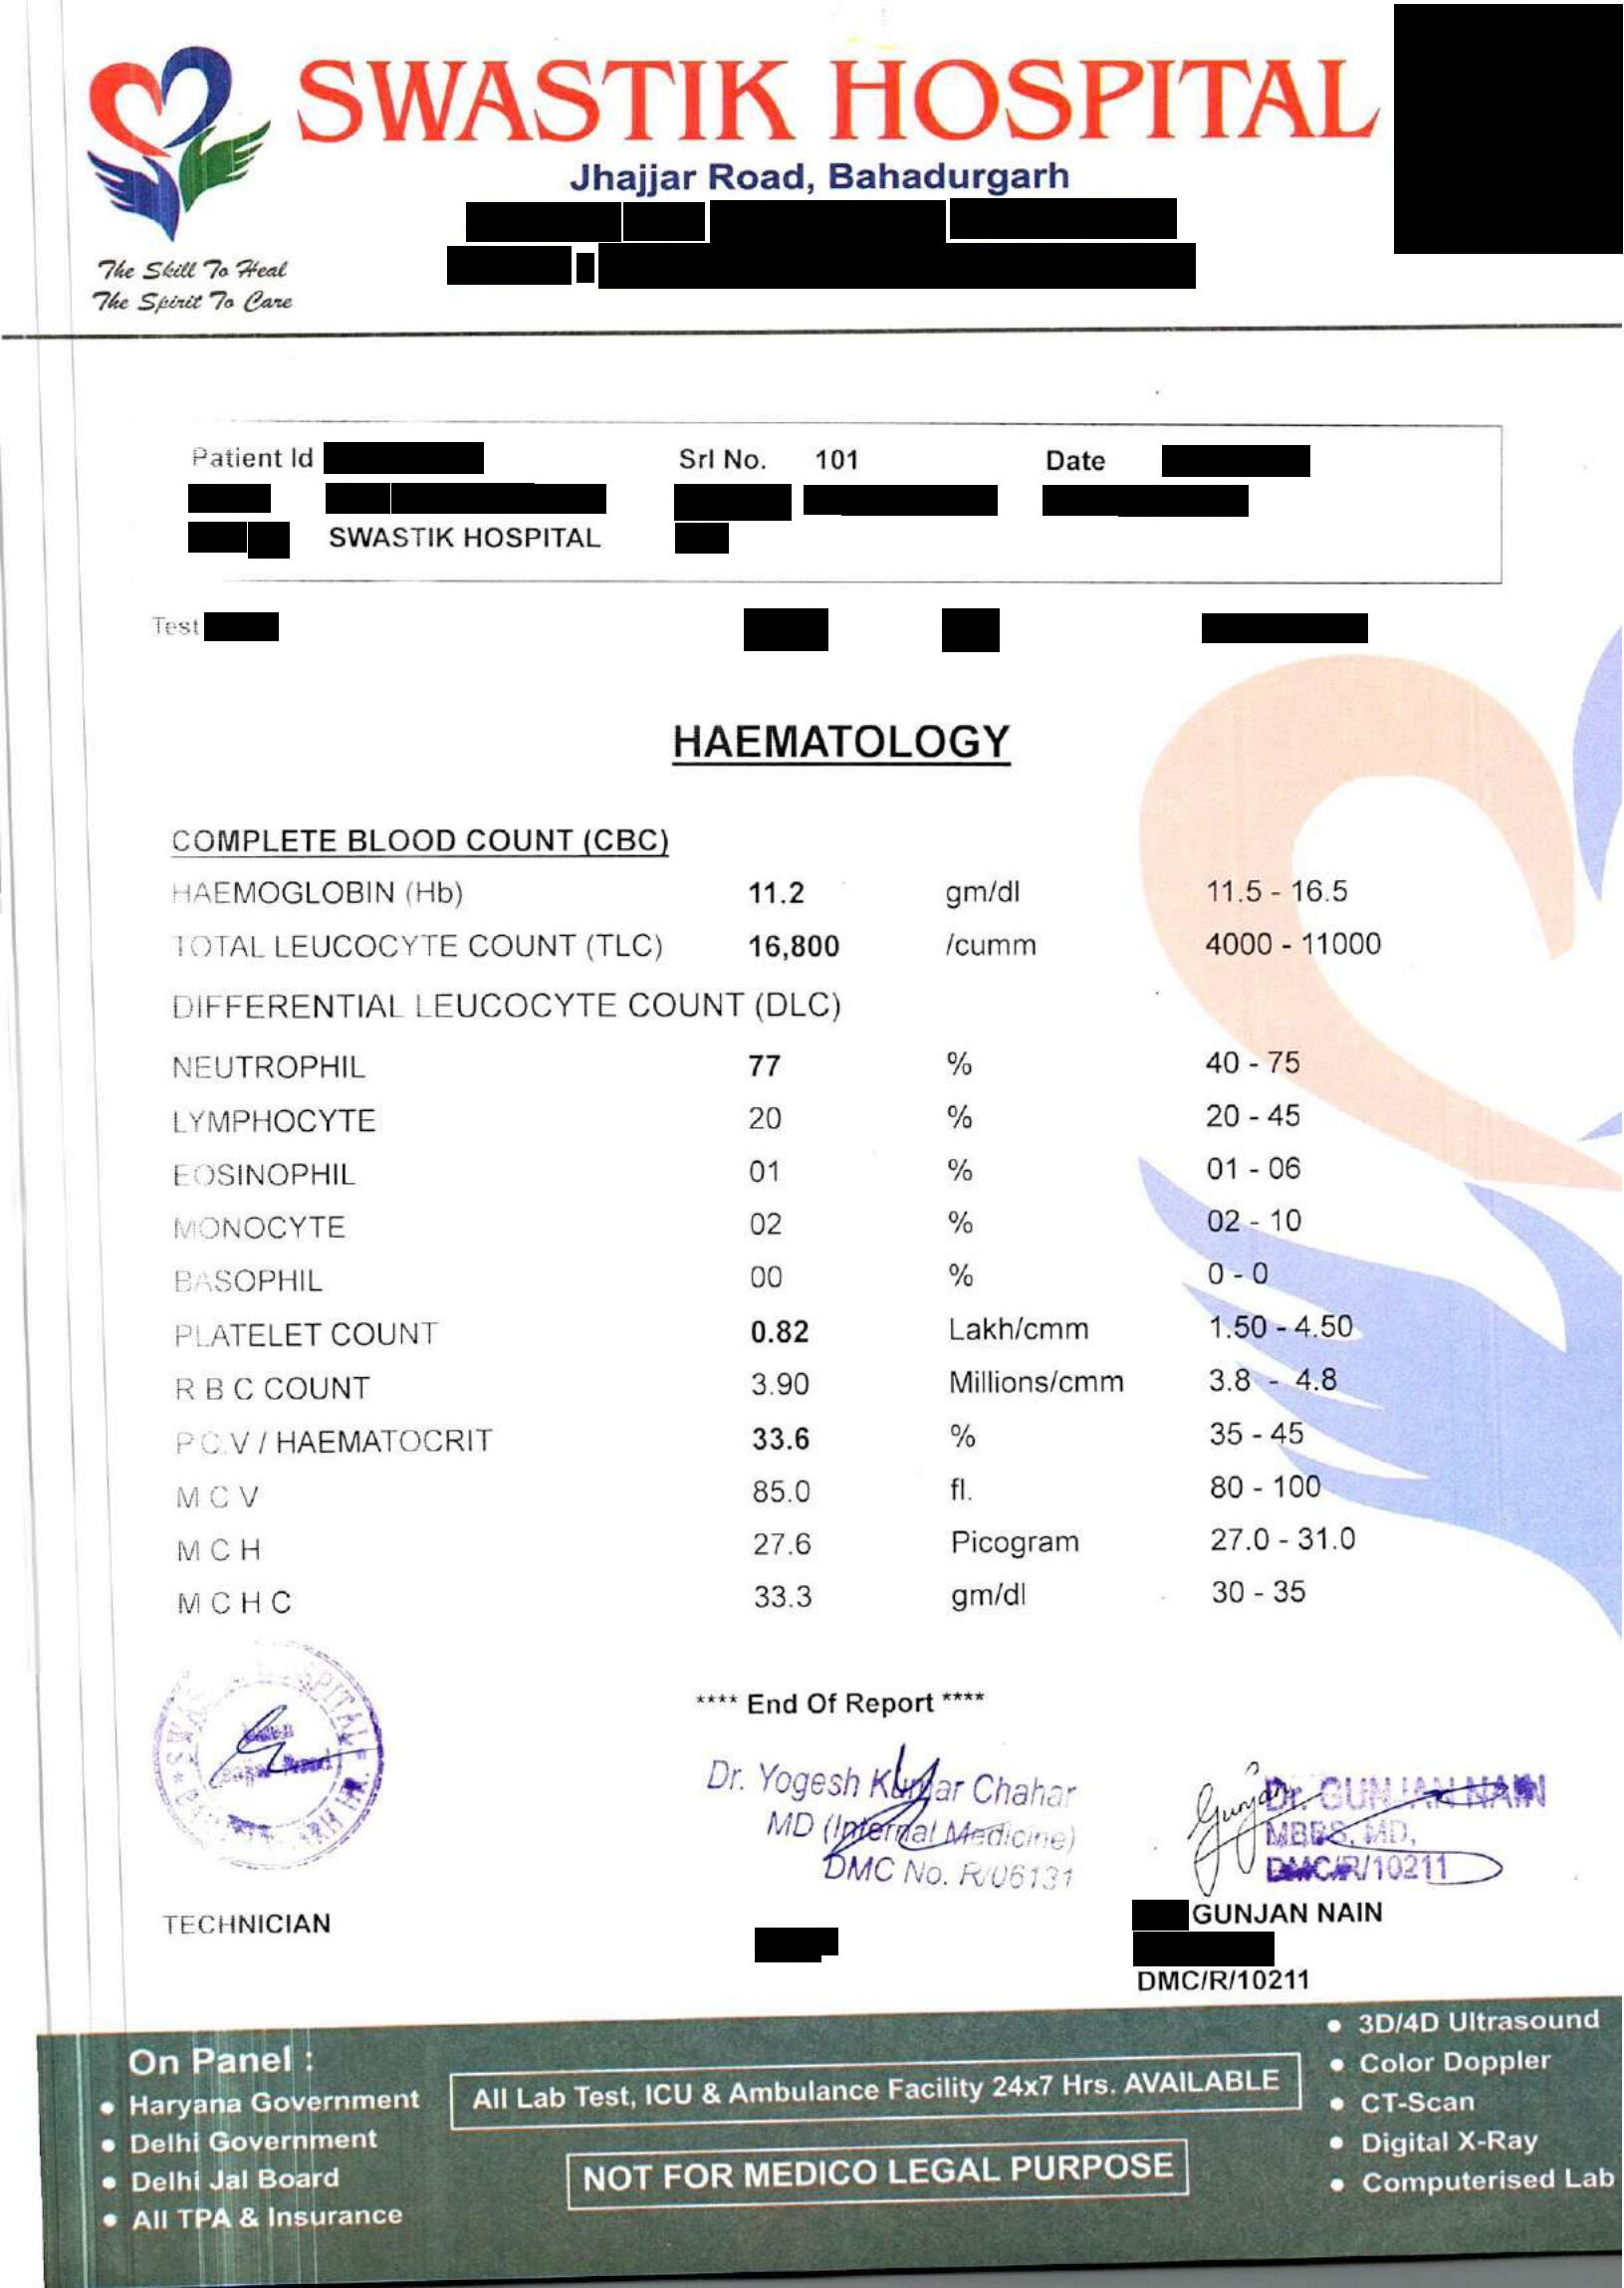 SWASTIK HOSPITAL
Jhajjar Road, Bahadurgarh
The Skill To Heal
The Spirit To Care
Patient Id Srl No. 101 Date
SWASTIK HOSPITAL
Test
HAEMATOLOGY
COMPLETE BLOOD COUNT (CBC)
HAEMOGLOBIN (Hb) 11.2 gm/dl 11.5 - 16.5
TOTAL LEUCOCYTE COUNT (TLC) 16,800 /cumm 4000 - 11000
DIFFERENTIAL LEUCOCYTE COUNT (DLC)
NEUTROPHIL 77 % 40 - 75
LYMPHOCYTE 20 % 20 - 45
EOSINOPHIL 01 % 01 - 06
MONOCYTE 02 % 02 - 10
BASOPHIL 00 % 0 - 0
PLATELET COUNT 0.82 Lakh/cmm 1.50 - 4.50
R B C COUNT 3.90 Millions/cmm 3.8 - 4.8
P.C.V / HAEMATOCRIT 33.6 % 35 - 45
M C V 85.0 fl. 80 - 100
M C H 27.6 Picogram 27.0 - 31.0
M C H C 33.3 gm/dl 30 - 35
**** End Of Report ****
Dr. Yogesh Kumar Chahar
MD (Internal Medicine)
DMC No. R/06131
Gunjan
Dr. GUNJAN NAIN
MBBS, MD,
DMC/R/10211
TECHNICIAN
GUNJAN NAIN
DMC/R/10211
On Panel :
• Haryana Government
• Delhi Government
• Delhi Jal Board
• All TPA & Insurance
All Lab Test, ICU & Ambulance Facility 24x7 Hrs. AVAILABLE
NOT FOR MEDICO LEGAL PURPOSE
• 3D/4D Ultrasound
• Color Doppler
• CT-Scan
• Digital X-Ray
• Computerised Lab